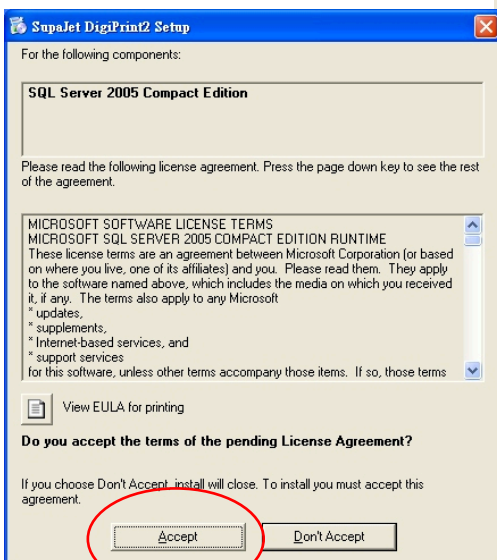 SupaJet DigiPrint2 Setup
For the following components:
SQL Server 2005 Compact Edition
Please read the following license agreement. Press the page down key to see the rest
of the agreement.
MICROSOFT SOFTWARE LICENSE TERMS
MICROSOFT SQL SERVER 2005 COMPACT EDITION RUNTIME
These license terms are an agreement between Microsoft Corporation (or based
on where you live, one of its affiliates) and you.  Please read them.  They apply
to the software named above, which includes the media on which you received
it, if any.  The terms also apply to any Microsoft
* updates,
* supplements,
* Internet-based services, and
* support services
for this software, unless other terms accompany those items.  If so, those terms
View EULA for printing
Do you accept the terms of the pending License Agreement?
If you choose Don't Accept, install will close. To install you must accept this
agreement.
Accept
Don't Accept